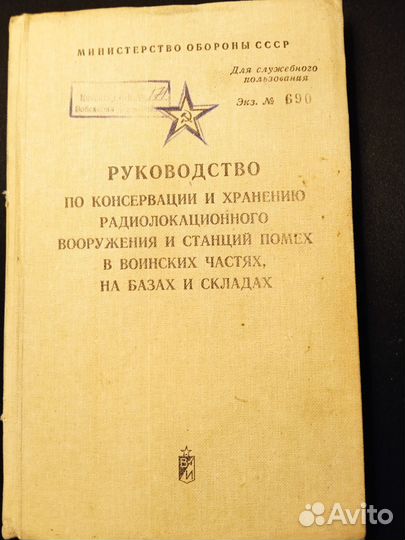 МИНИСТЕРСТВО ОБОРОНЫ СССР
Для служебного
пользования
Экз. № 690
РУКОВОДСТВО
ПО КОНСЕРВАЦИИ И ХРАНЕНИЮ
РАДИОЛОКАЦИОННОГО
ВООРУЖЕНИЯ И СТАНЦИЙ ПОМЕХ
В ВОИНСКИХ ЧАСТЯХ,
НА БАЗАХ И СКЛАДАХ
Avito